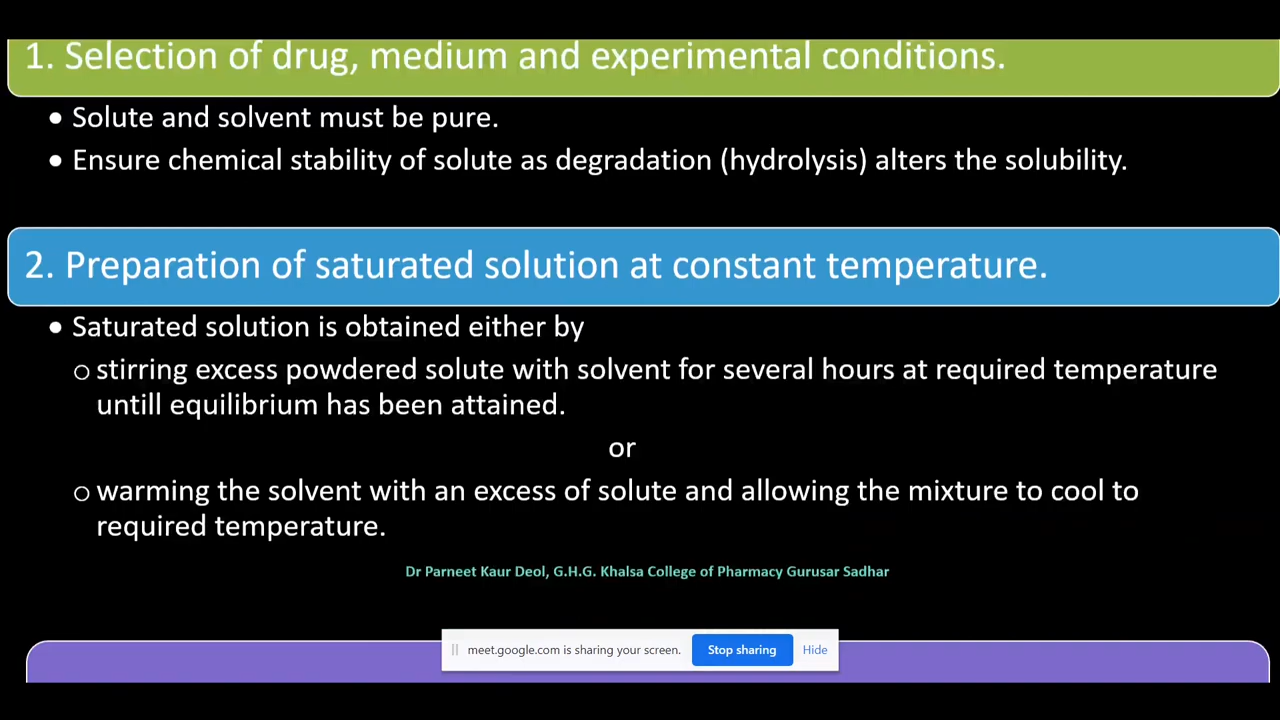 1. Selection of drug, medium and experimental conditions.
• Solute and solvent must be pure.
• Ensure chemical stability of solute as degradation (hydrolysis) alters the solubility.
2. Preparation of saturated solution at constant temperature.
• Saturated solution is obtained either by
o stirring excess powdered solute with solvent for several hours at required temperature
untill equilibrium has been attained.
or
o warming the solvent with an excess of solute and allowing the mixture to cool to
required temperature.
Dr Parneet Kaur Deol, G.H.G. Khalsa College of Pharmacy Gurusar Sadhar
meet.google.com is sharing your screen. Stop sharing Hide